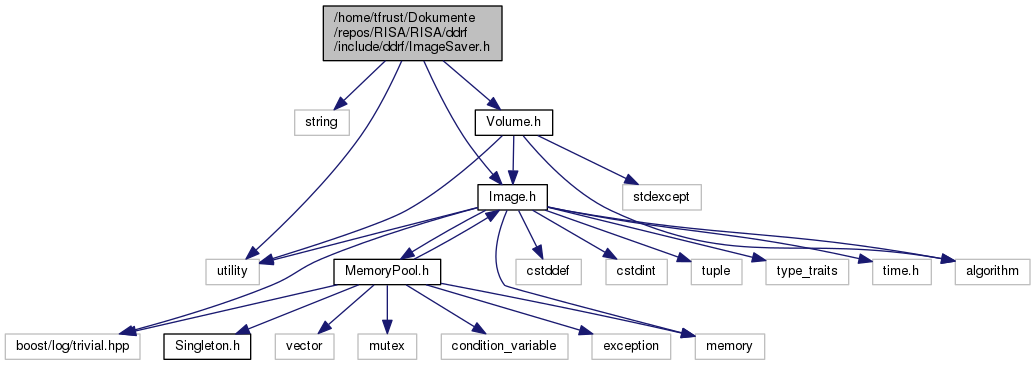 /home/tfrust/Dokumente
/repos/RISA/RISA/ddrf
/include/ddrf/ImageSaver.h
string
Volume.h
Image.h
stdexcept
utility
MemoryPool.h
cstddef
cstdint
tuple
type_traits
time.h
algorithm
boost/log/trivial.hpp
Singleton.h
vector
mutex
condition_variable
exception
memory